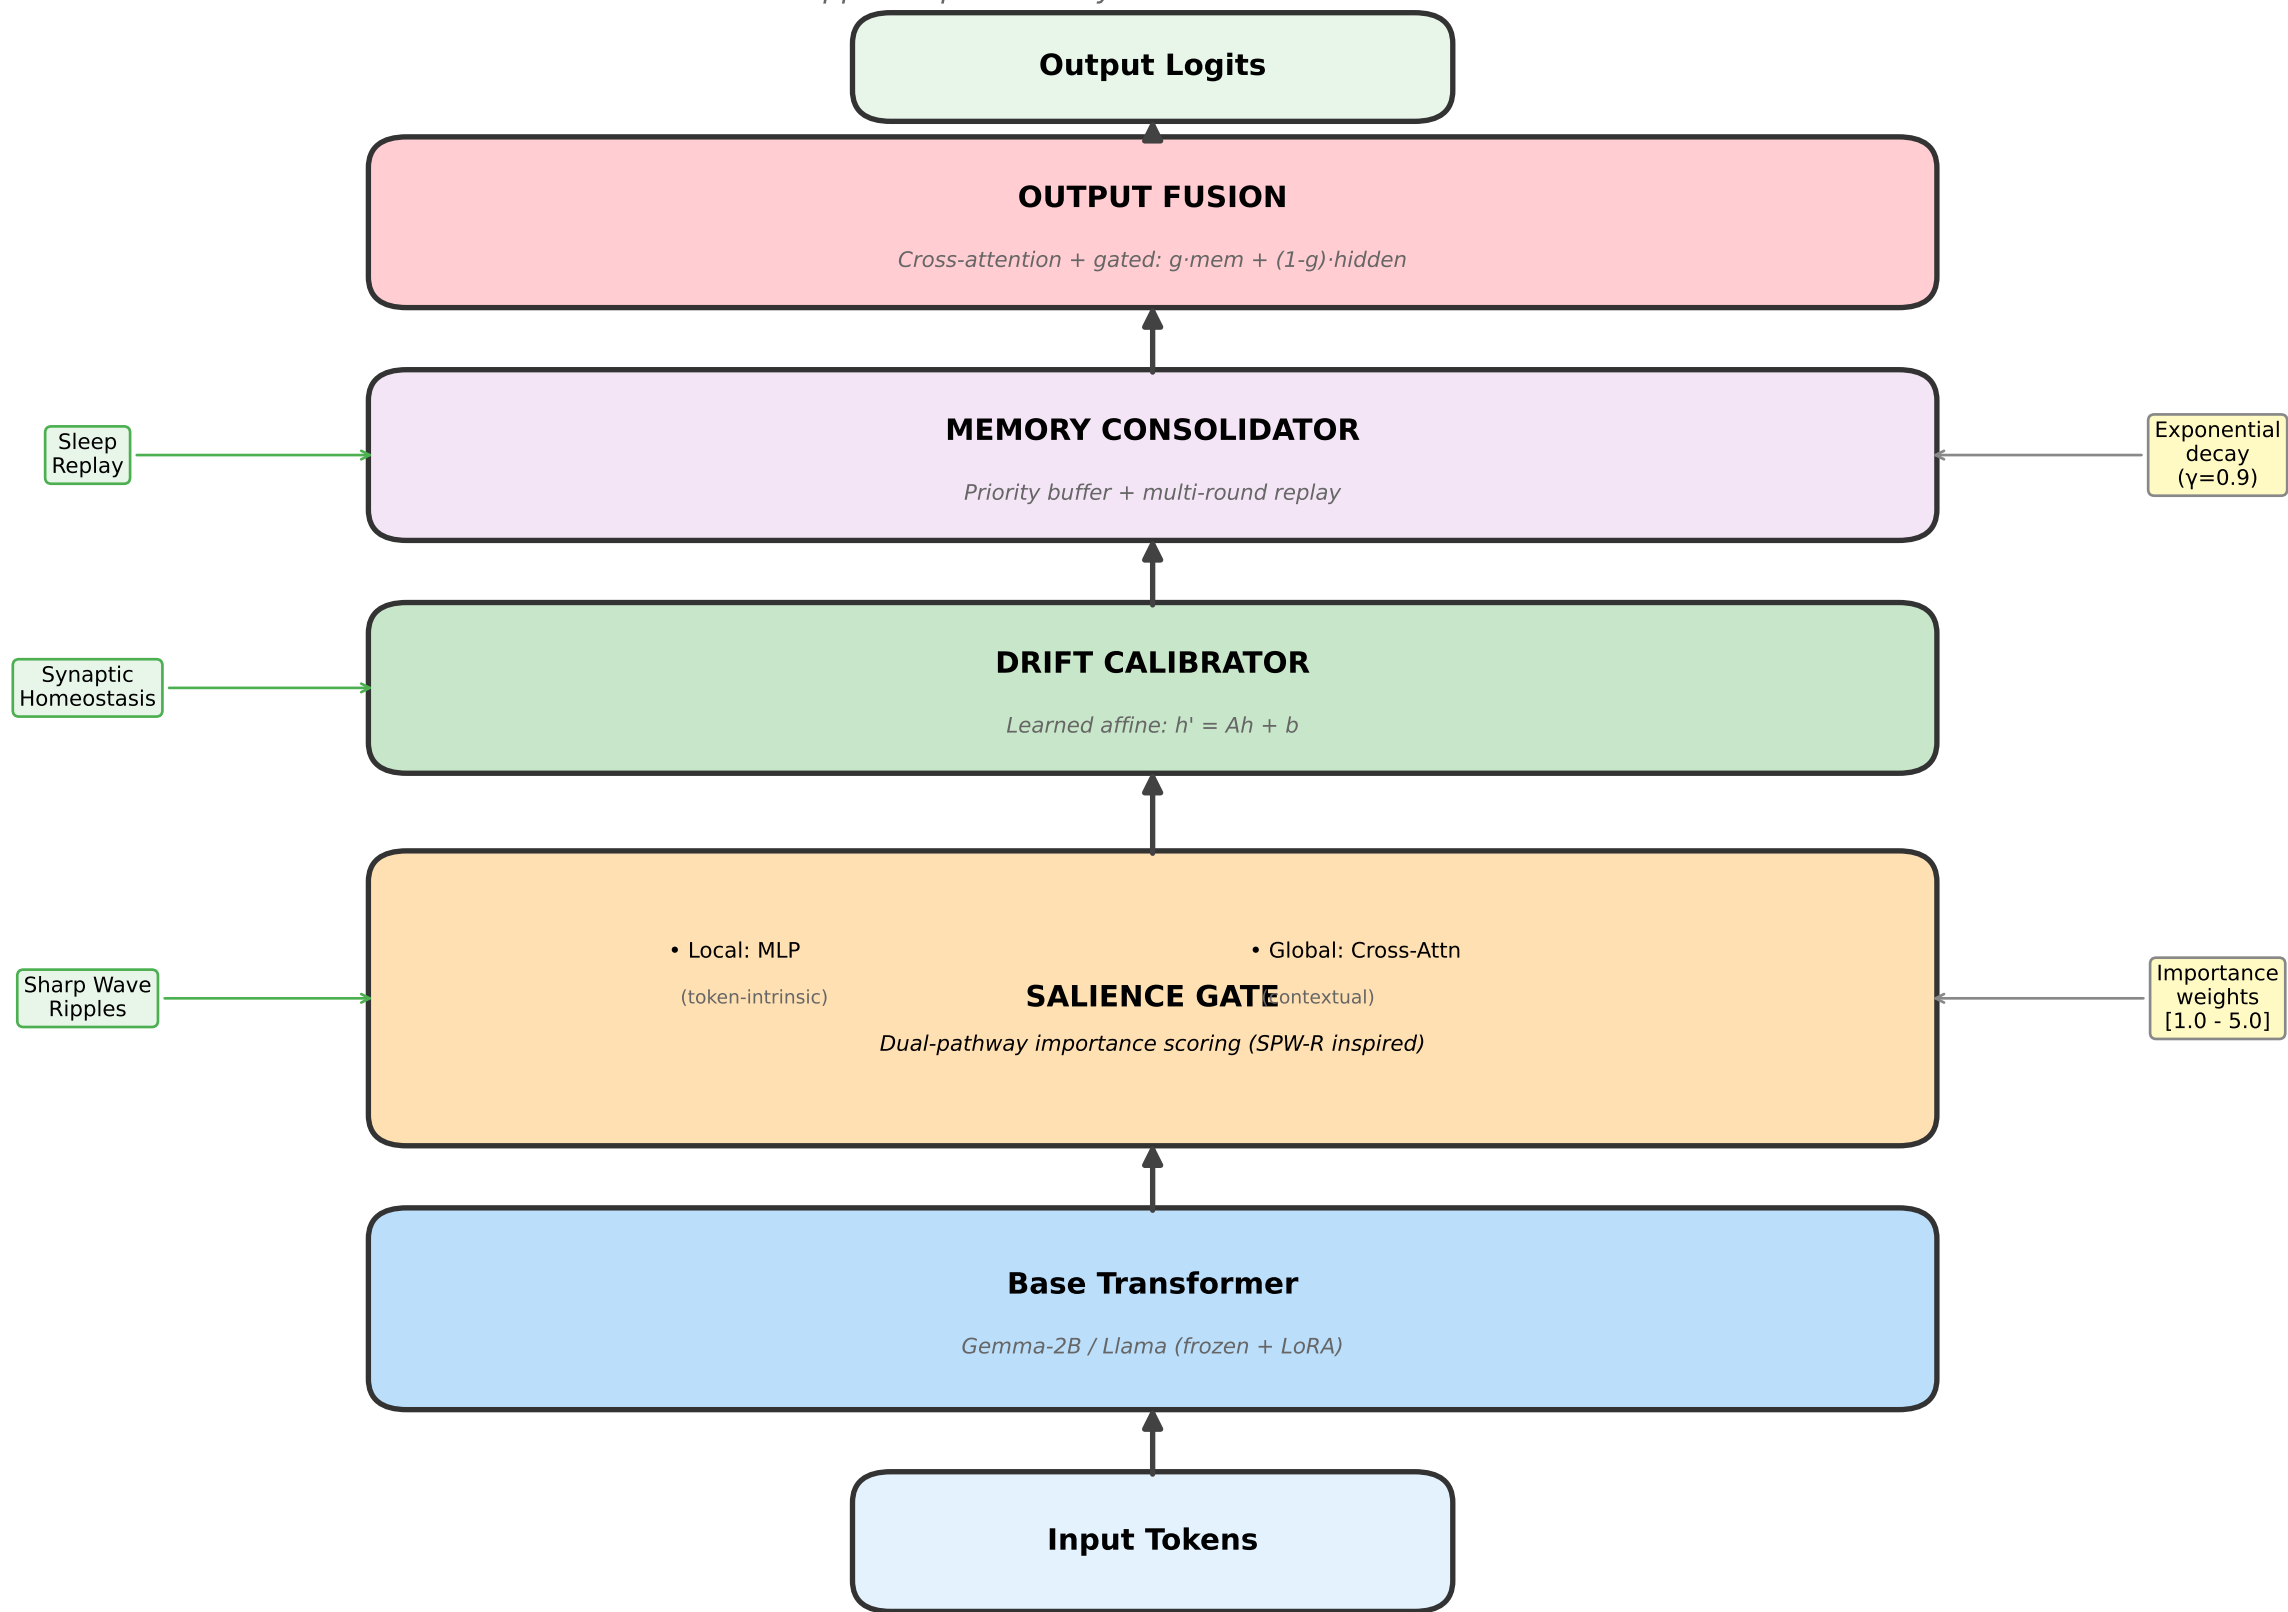 Output Logits
OUTPUT FUSION
Cross-attention + gated: g·mem + (1-g)·hidden
MEMORY CONSOLIDATOR
Priority buffer + multi-round replay
Sleep
Replay
Exponential
decay
(γ=0.9)
DRIFT CALIBRATOR
Learned affine: h' = Ah + b
Synaptic
Homeostasis
• Local: MLP
• Global: Cross-Attn
(token-intrinsic)
SALIENCE GATE
(contextual)
Dual-pathway importance scoring (SPW-R inspired)
Sharp Wave
Ripples
Importance
weights
[1.0 - 5.0]
Base Transformer
Gemma-2B / Llama (frozen + LoRA)
Input Tokens